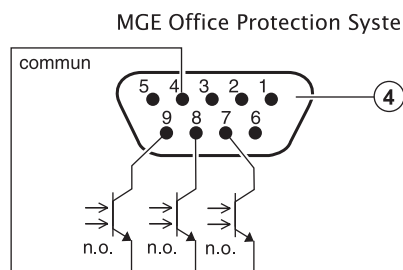 MGE Office Protection Syste
commun
5 4 3 2 1
4
9 8 7 6
n.o. n.o. n.o.